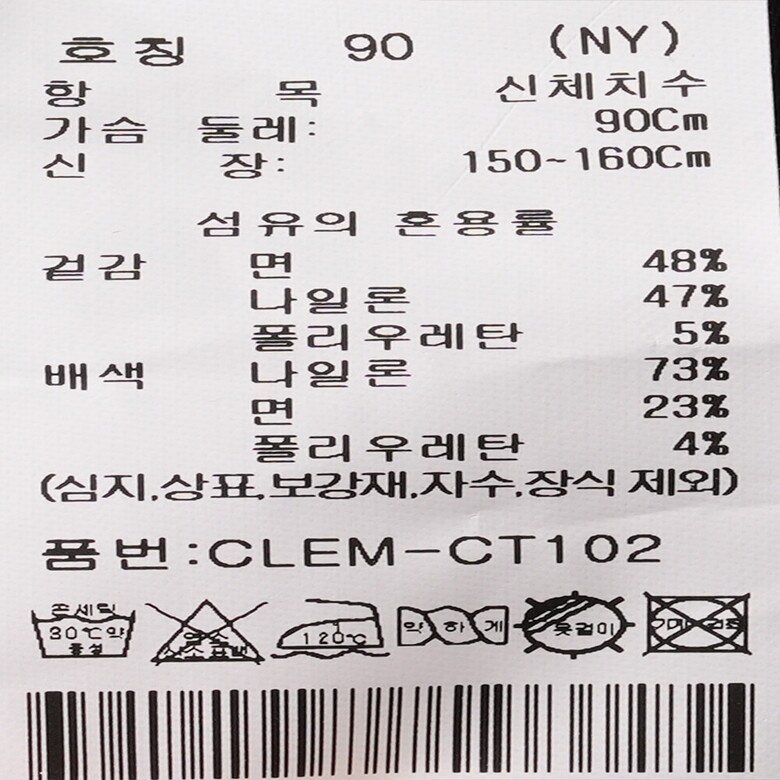 호칭 90 (NY)
항 목 신체치수
가슴 둘레: 90Cm
신 장: 150~160Cm
섬유의 혼용률
겉감 면 48%
나일론 47%
폴리우레탄 5%
배색 나일론 73%
면 23%
폴리우레탄 4%
(심지,상표,보강재,자수,장식 제외)
품번:CLEM-CT102
손세탁
30℃약 120℃ 약하게 옷걸이 기계건조
중성